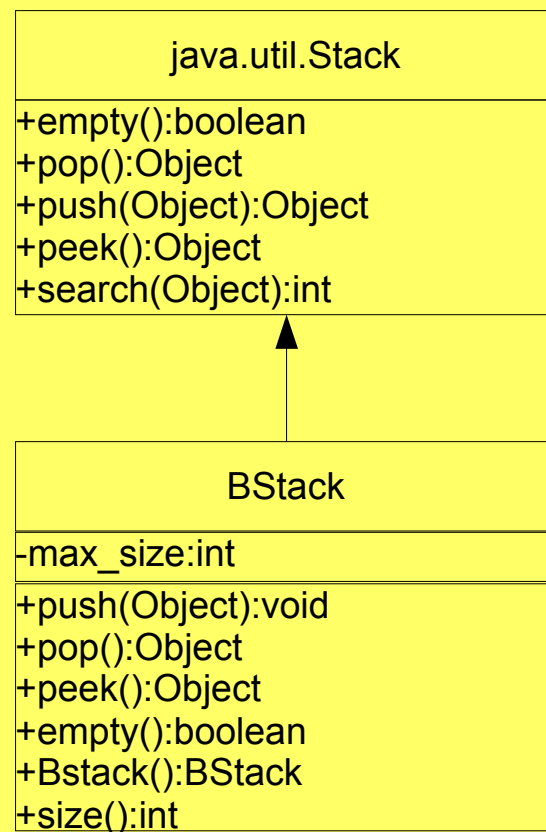 java.util.Stack
+empty():boolean
+pop():Object
+push(Object):Object
+peek():Object
+search(Object):int
BStack
-max_size:int
+push(Object):void
+pop():Object
+peek():Object
+empty():boolean
+Bstack():BStack
+size():int